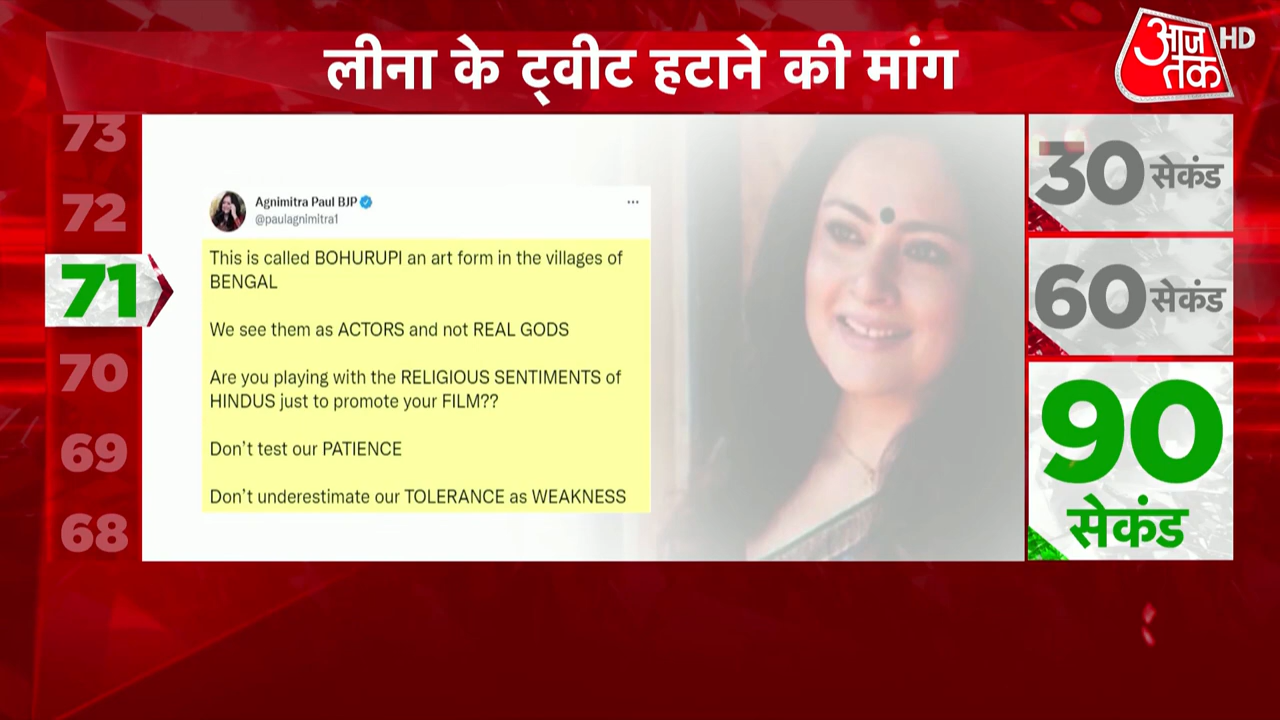 लीना के ट्वीट हटाने की मांग
आज
तक
HD
73
72
71
70
69
68
Agnimitra Paul BJP
@paulagnimitra1
This is called BOHURUPI an art form in the villages of
BENGAL
We see them as ACTORS and not REAL GODS
Are you playing with the RELIGIOUS SENTIMENTS of
HINDUS just to promote your FILM??
Don't test our PATIENCE
Don't underestimate our TOLERANCE as WEAKNESS
30 सेकंड
60 सेकंड
90
सेकंड